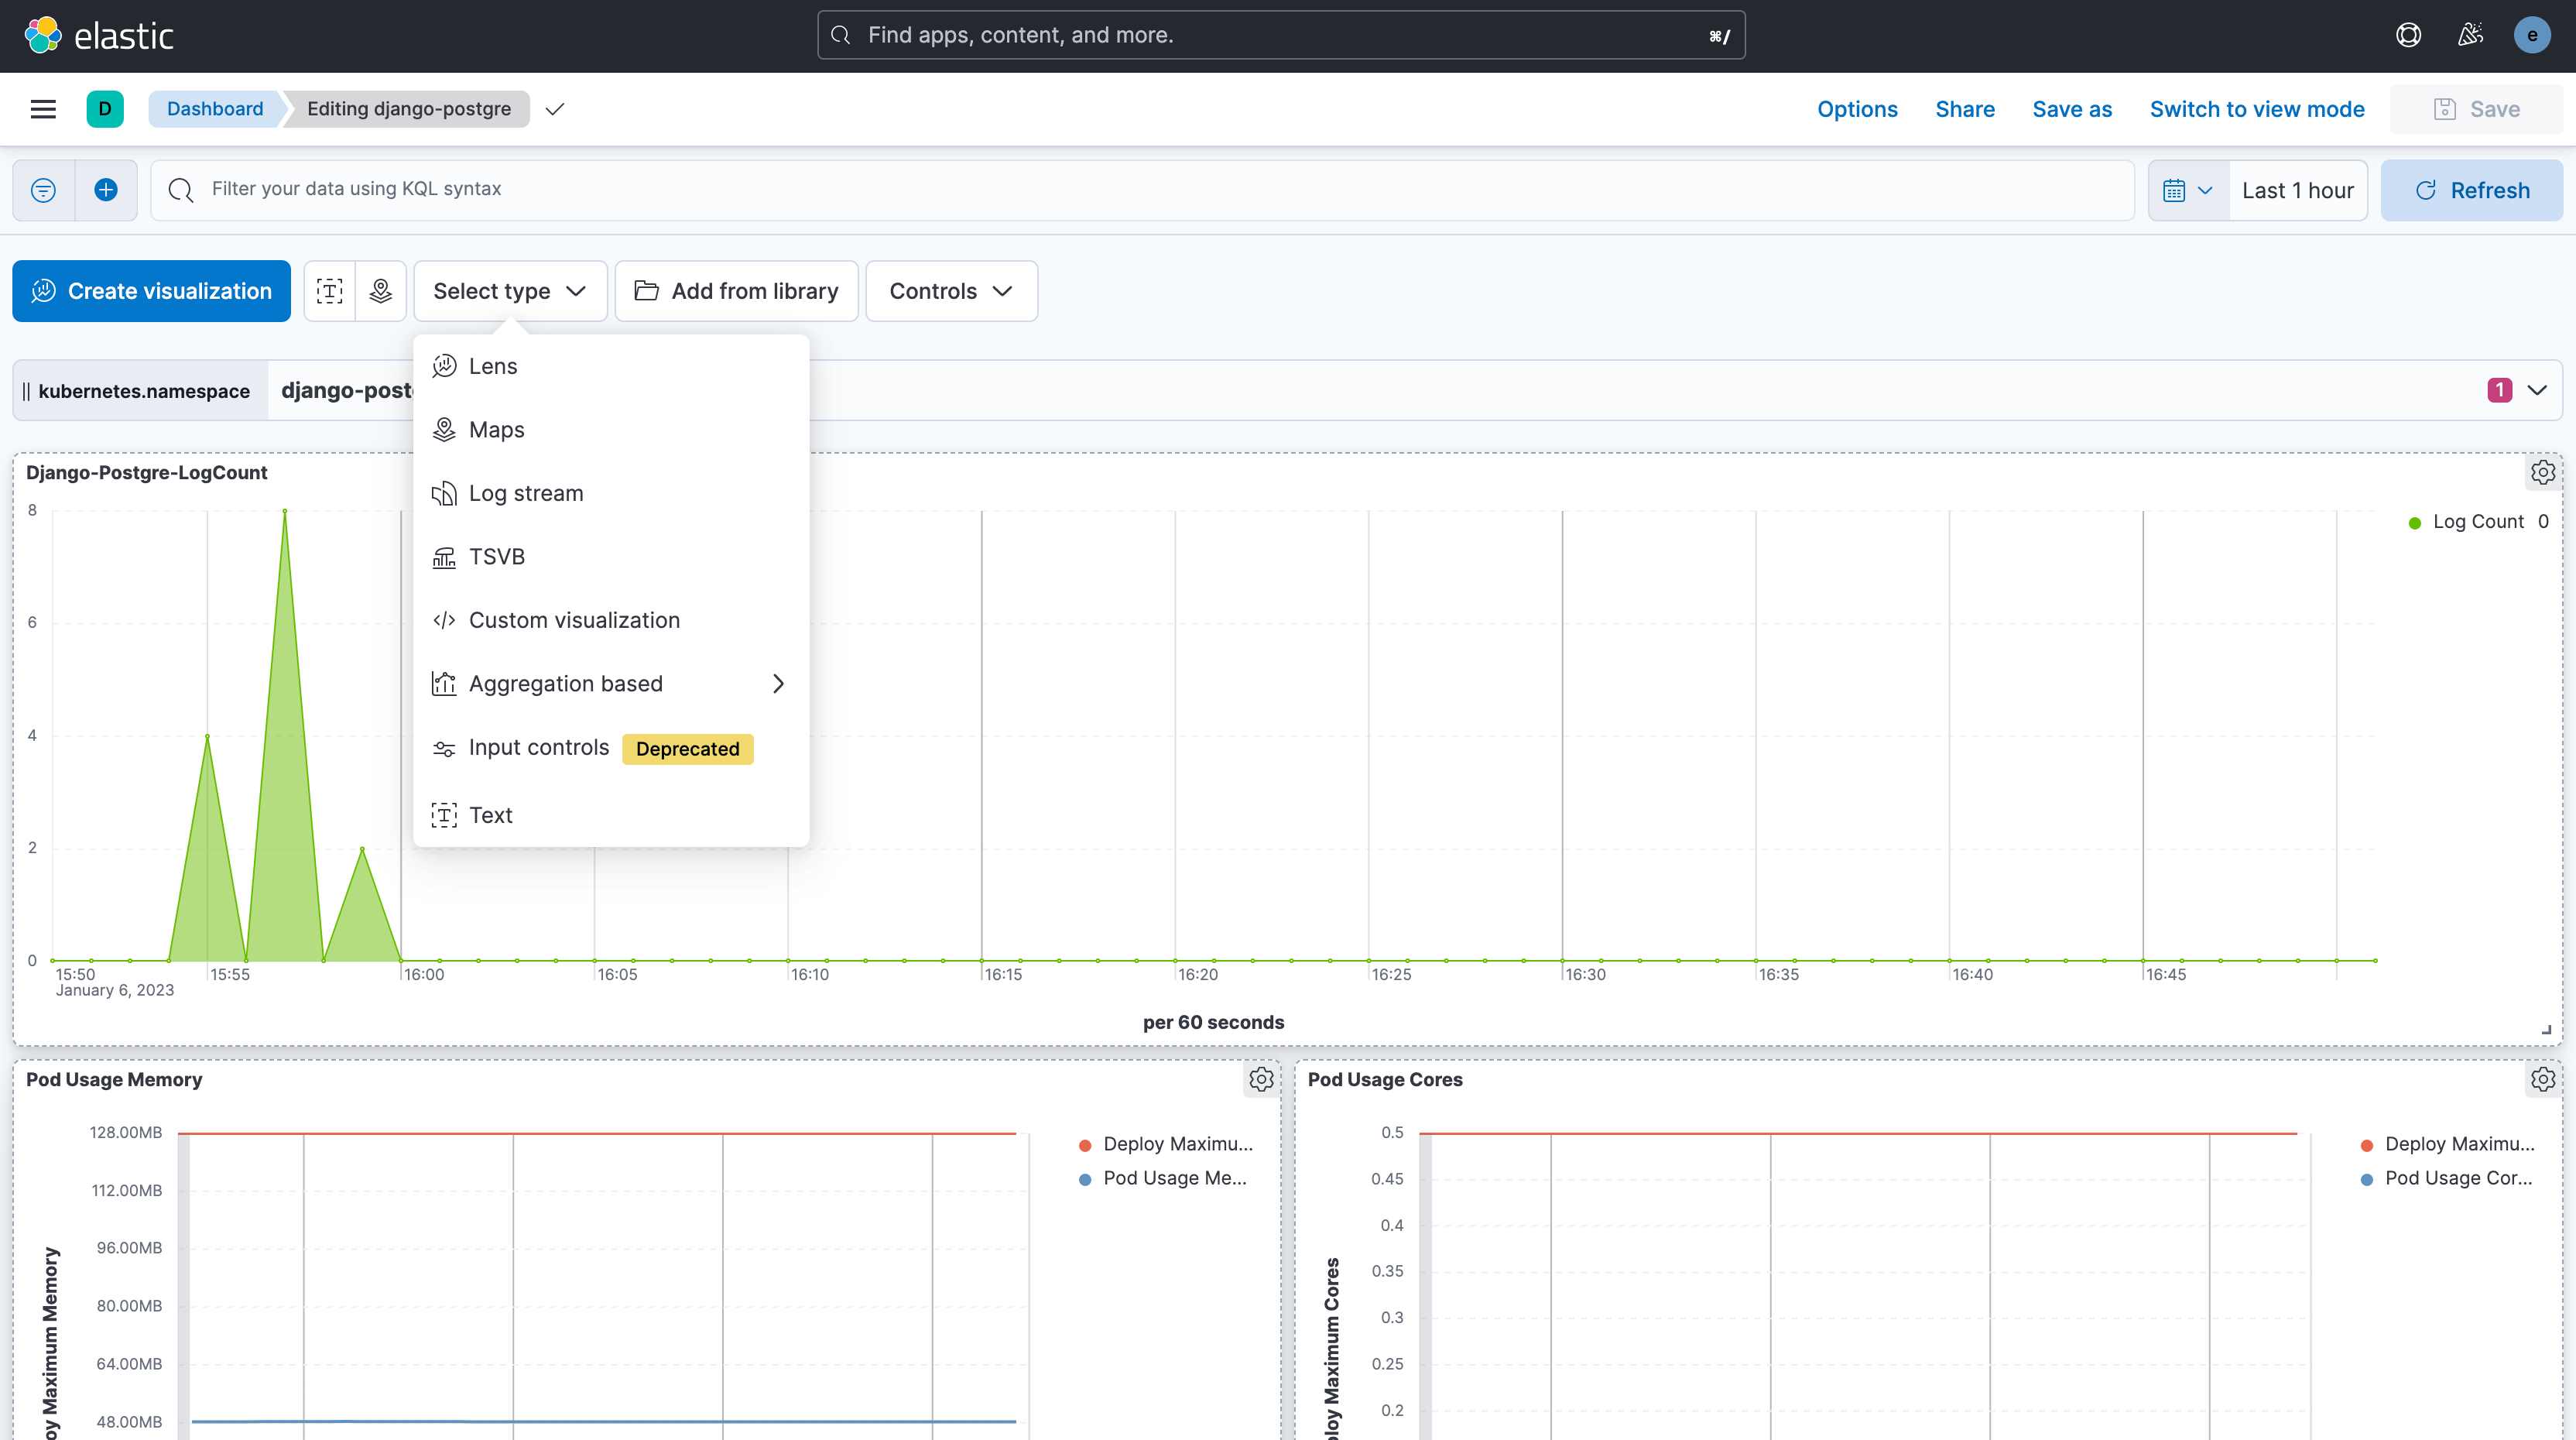 elastic
Find apps, content, and more.
⌘/
e
D
Dashboard
Editing django-postgre
Options
Share
Save as
Switch to view mode
Save
Filter your data using KQL syntax
Last 1 hour
Refresh
Create visualization
Select type
Add from library
Controls
kubernetes.namespace
django-post
1
Lens
Maps
Log stream
TSVB
Custom visualization
Aggregation based
Input controls
Deprecated
Text
Django-Postgre-LogCount
8
6
4
2
0
Log Count 0
15:50
15:55
16:00
16:05
16:10
16:15
16:20
16:25
16:30
16:35
16:40
16:45
January 6, 2023
per 60 seconds
Pod Usage Memory
128.00MB
112.00MB
96.00MB
80.00MB
64.00MB
48.00MB
oy Maximum Memory
Deploy Maximu...
Pod Usage Me...
Pod Usage Cores
0.5
0.45
0.4
0.35
0.3
0.25
0.2
ploy Maximum Cores
Deploy Maximu...
Pod Usage Cor...